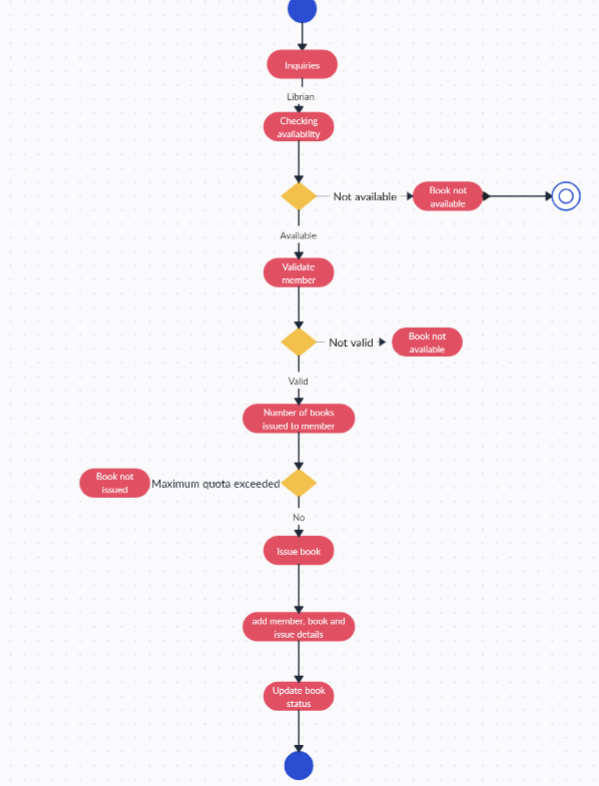 Inquiries
Librian
Checking
availability
Not available
Book not
available
Available
Validate
member
Not valid
Book not
available
Valid
Number of books
issued to member
Book not
issued
Maximum quota exceeded
No
Issue book
add member, book and
issue details
Update book
status